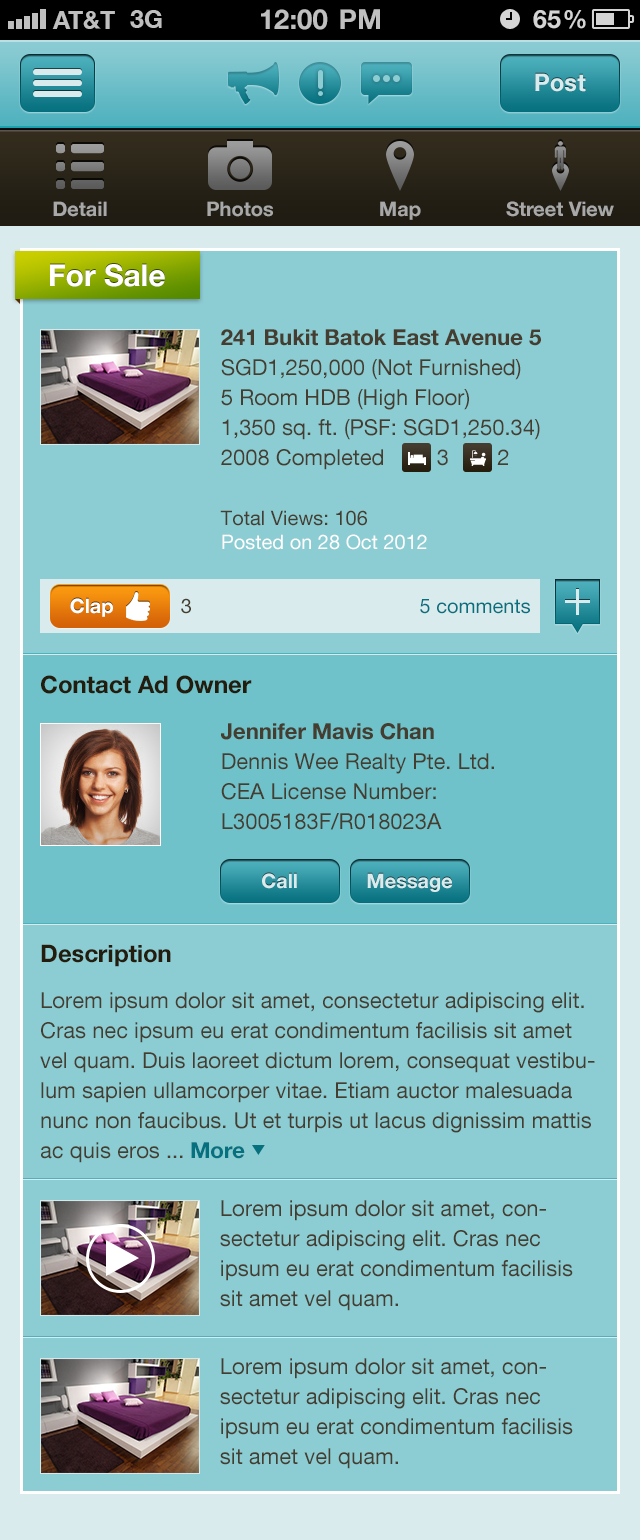 AT&T 3G 12:00 PM 65%
Post
Detail Photos Map Street View
For Sale
241 Bukit Batok East Avenue 5
SGD1,250,000 (Not Furnished)
5 Room HDB (High Floor)
1,350 sq. ft. (PSF: SGD1,250.34)
2008 Completed 3 2
Total Views: 106
Posted on 28 Oct 2012
Clap 3 5 comments
Contact Ad Owner
Jennifer Mavis Chan
Dennis Wee Realty Pte. Ltd.
CEA License Number:
L3005183F/R018023A
Call Message
Description
Lorem ipsum dolor sit amet, consectetur adipiscing elit.
Cras nec ipsum eu erat condimentum facilisis sit amet
vel quam. Duis laoreet dictum lorem, consequat vestibu-
lum sapien ullamcorper vitae. Etiam auctor malesuada
nunc non faucibus. Ut et turpis ut lacus dignissim mattis
ac quis eros ... More
Lorem ipsum dolor sit amet, con-
sectetur adipiscing elit. Cras nec
ipsum eu erat condimentum facilisis
sit amet vel quam.
Lorem ipsum dolor sit amet, con-
sectetur adipiscing elit. Cras nec
ipsum eu erat condimentum facilisis
sit amet vel quam.